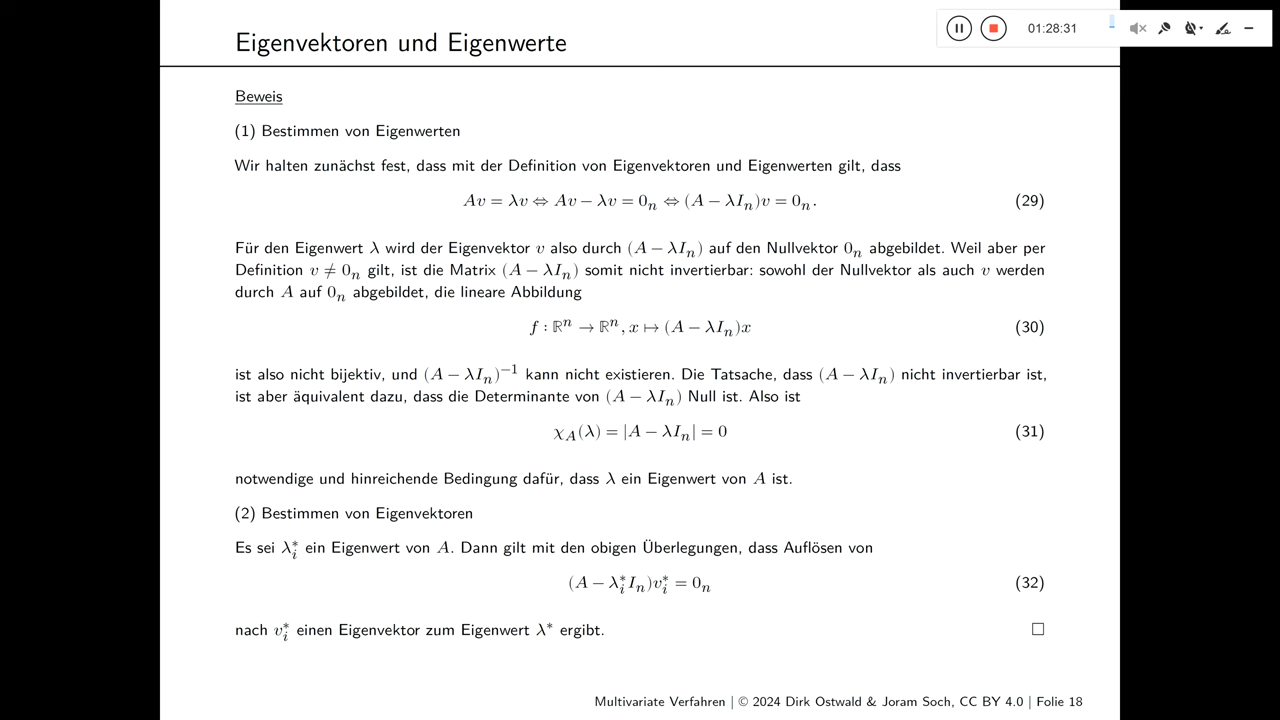 Eigenvektoren und Eigenwerte
01:28:31
Beweis
(1) Bestimmen von Eigenwerten
Wir halten zunächst fest, dass mit der Definition von Eigenvektoren und Eigenwerten gilt, dass
Av = λv ⇔ Av − λv = 0ₙ ⇔ (A − λIₙ)v = 0ₙ. (29)
Für den Eigenwert λ wird der Eigenvektor v also durch (A − λIₙ) auf den Nullvektor 0ₙ abgebildet. Weil aber per
Definition v ≠ 0ₙ gilt, ist die Matrix (A − λIₙ) somit nicht invertierbar: sowohl der Nullvektor als auch v werden
durch A auf 0ₙ abgebildet, die lineare Abbildung
f : ℝⁿ → ℝⁿ, x ↦ (A − λIₙ)x (30)
ist also nicht bijektiv, und (A − λIₙ)⁻¹ kann nicht existieren. Die Tatsache, dass (A − λIₙ) nicht invertierbar ist,
ist aber äquivalent dazu, dass die Determinante von (A − λIₙ) Null ist. Also ist
χ_A(λ) = |A − λIₙ| = 0 (31)
notwendige und hinreichende Bedingung dafür, dass λ ein Eigenwert von A ist.
(2) Bestimmen von Eigenvektoren
Es sei λᵢ* ein Eigenwert von A. Dann gilt mit den obigen Überlegungen, dass Auflösen von
(A − λᵢ*Iₙ)vᵢ* = 0ₙ (32)
nach vᵢ* einen Eigenvektor zum Eigenwert λ* ergibt. □
Multivariate Verfahren | © 2024 Dirk Ostwald & Joram Soch, CC BY 4.0 | Folie 18